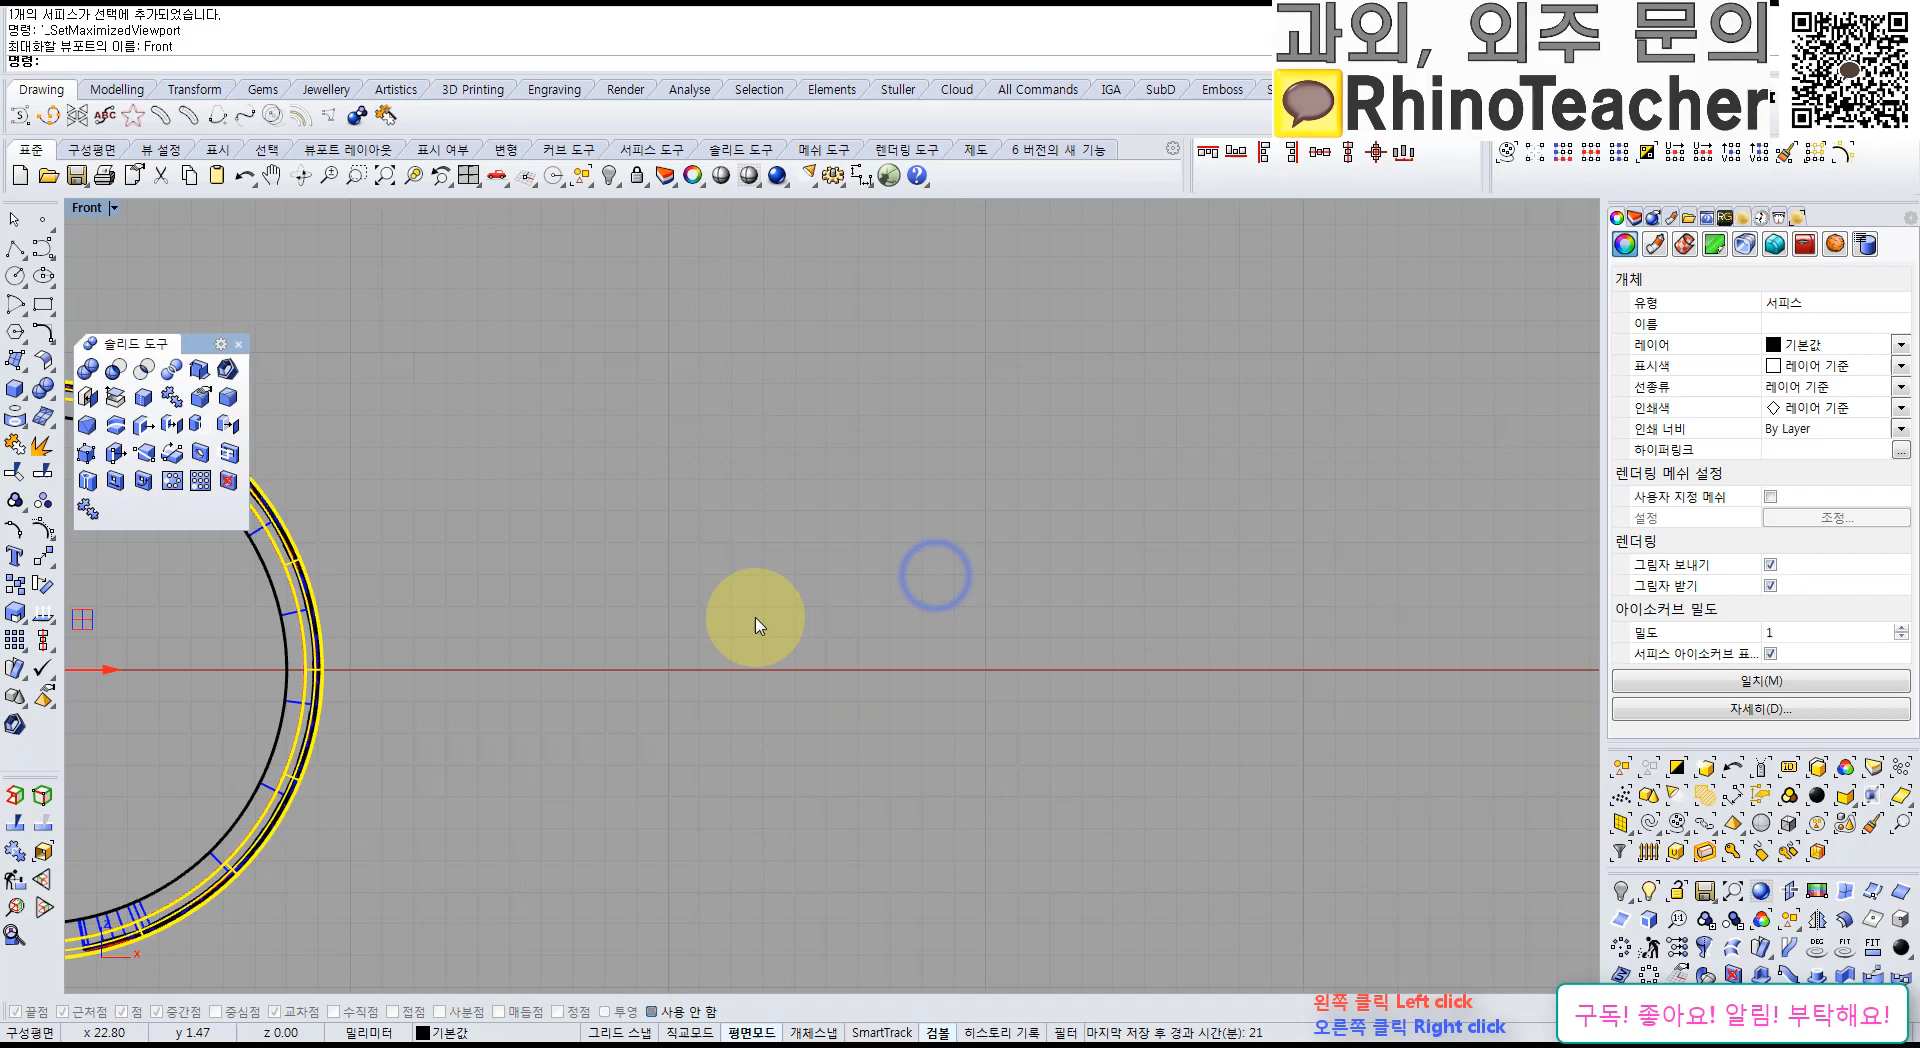 1개의 서피스가 선택에 추가되었습니다.
명령: '_SetMaximizedViewport
최대화할 뷰포트의 이름: Front
명령:
과외, 외주 문의
RhinoTeacher
Drawing Modelling Transform Gems Jewellery Artistics 3D Printing Engraving Render Analyse Selection Elements Stuller Cloud All Commands IGA SubD Emboss
ABC
표준 구성평면 뷰 설정 표시 선택 뷰포트 레이아웃 표시 여부 변형 커브 도구 서피스 도구 솔리드 도구 메쉬 도구 렌더링 도구 제도 6 버전의 새 기능
Front
솔리드 도구
개체
유형 서피스
이름
레이어 기본값
표시색 레이어 기준
선종류 레이어 기준
인쇄색 레이어 기준
인쇄 너비 By Layer
하이퍼링크 ...
렌더링 메쉬 설정
사용자 지정 메쉬
설정 조정...
렌더링
그림자 보내기
그림자 받기
아이소커브 밀도
밀도 1
서피스 아이소커브 표...
일치(M)
자세히(D)...
x
끝점 근처점 점 중간점 중심점 교차점 수직점 접점 사분점 매듭점 정점 투영 사용 안 함
왼쪽 클릭 Left click
오른쪽 클릭 Right click
구독! 좋아요! 알림! 부탁해요!
구성평면 x 22.80 y 1.47 z 0.00 밀리미터 기본값 그리드 스냅 직교모드 평면모드 개체스냅 SmartTrack 검볼 히스토리 기록 필터 마지막 저장 후 경과 시간(분): 21